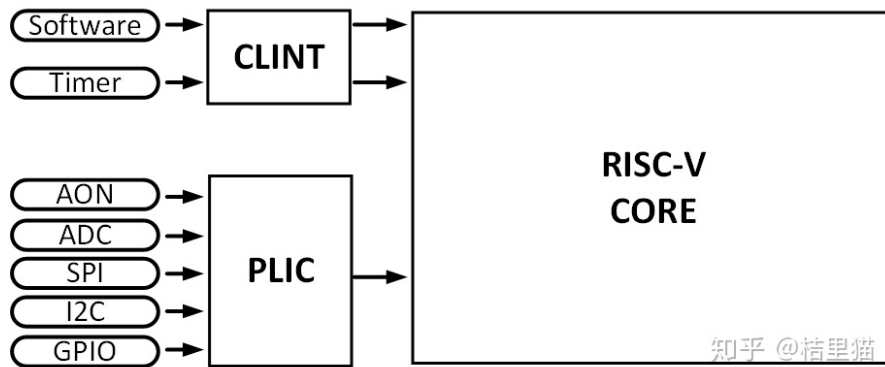 Software
Timer
CLINT
AON
ADC
SPI
I2C
GPIO
PLIC
RISC-V
CORE
知乎 @桔里猫